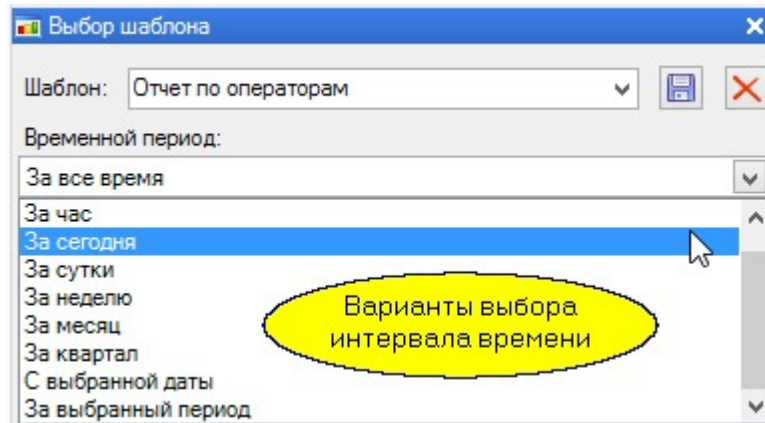 Выбор шаблона
Шаблон: Отчет по операторам
Временной период:
За все время
За час
За сегодня
За сутки
За неделю
За месяц
За квартал
С выбранной даты
За выбранный период
Варианты выбора
интервала времени